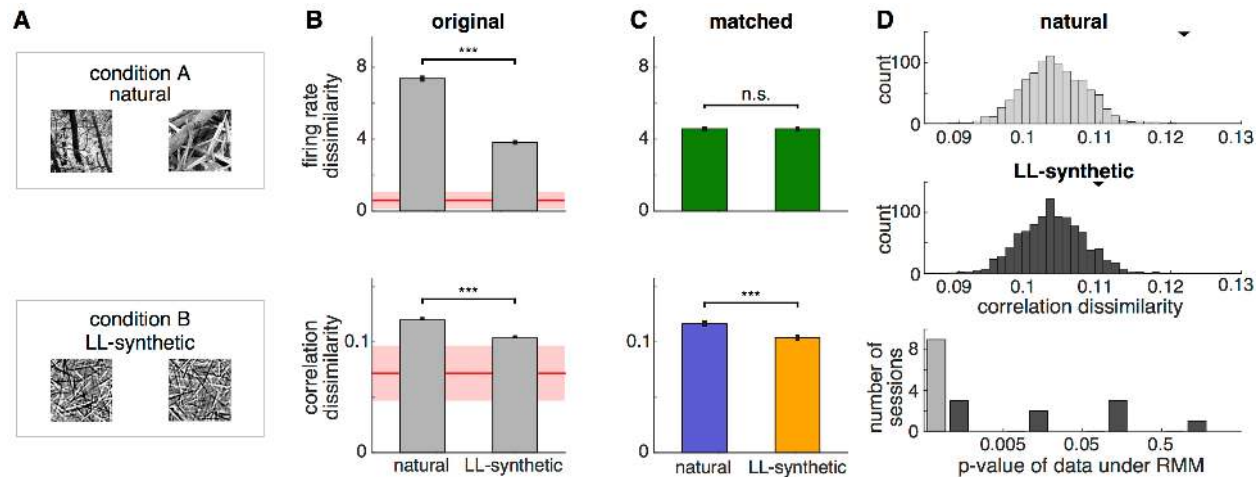 A
condition A
natural
condition B
LL-synthetic
B
original
firing rate
dissimilarity
8
4
0
***
correlation
dissimilarity
0.1
0
***
natural
LL-synthetic
C
matched
8
4
0
n.s.
0.1
0
***
natural
LL-synthetic
D
natural
count
100
0
0.09
0.1
0.11
0.12
0.13
LL-synthetic
count
100
0
0.09
0.1
0.11
0.12
0.13
correlation dissimilarity
number of
sessions
8
4
0
0.005
0.05
0.5
p-value of data under RMM